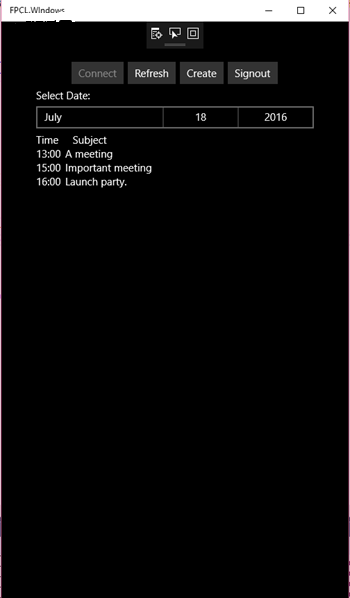 FPCL.Windows
Connect Refresh Create Signout
Select Date:
July 18 2016
Time Subject
13:00 A meeting
15:00 Important meeting
16:00 Launch party.